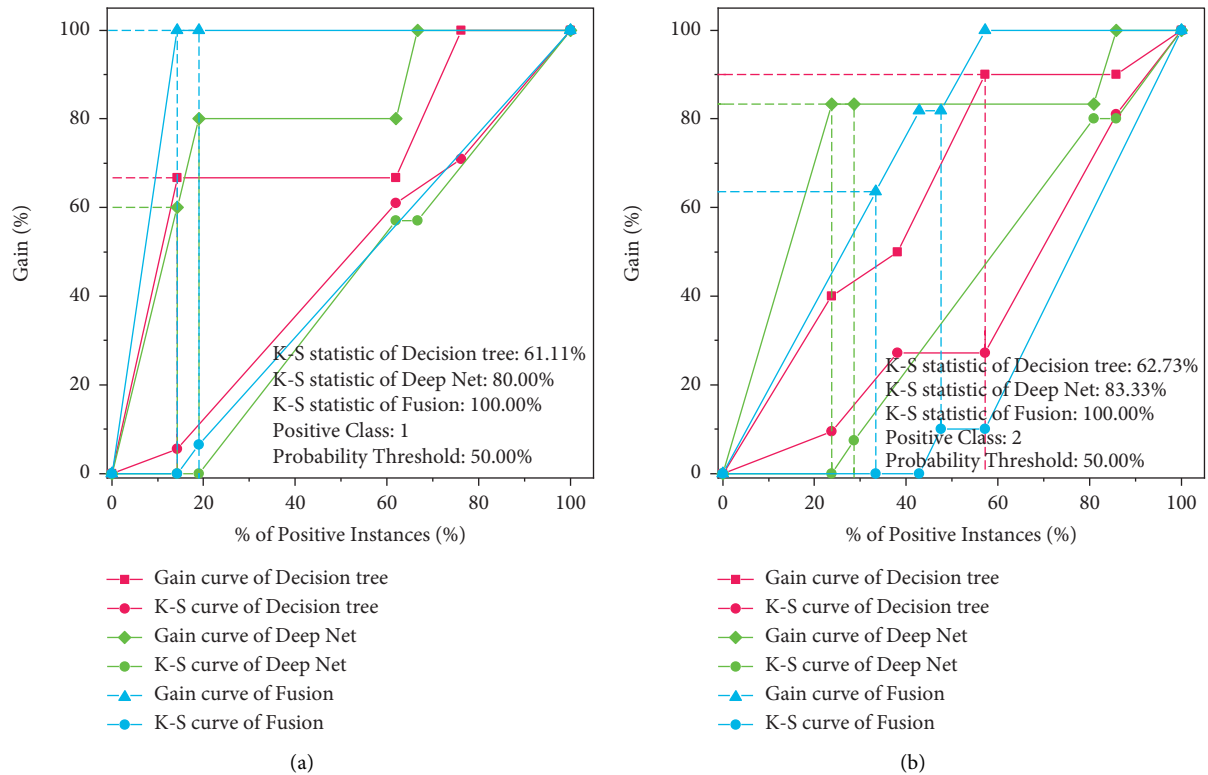 100
80
60
40
20
0
Gain (%)
K-S statistic of Decision tree: 61.11%
K-S statistic of Deep Net: 80.00%
K-S statistic of Fusion: 100.00%
Positive Class: 1
Probability Threshold: 50.00%
0 20 40 60 80 100
% of Positive Instances (%)
Gain curve of Decision tree
K-S curve of Decision tree
Gain curve of Deep Net
K-S curve of Deep Net
Gain curve of Fusion
K-S curve of Fusion
(a)
100
80
60
40
20
0
Gain (%)
K-S statistic of Decision tree: 62.73%
K-S statistic of Deep Net: 83.33%
K-S statistic of Fusion: 100.00%
Positive Class: 2
Probability Threshold: 50.00%
0 20 40 60 80 100
% of Positive Instances (%)
Gain curve of Decision tree
K-S curve of Decision tree
Gain curve of Deep Net
K-S curve of Deep Net
Gain curve of Fusion
K-S curve of Fusion
(b)